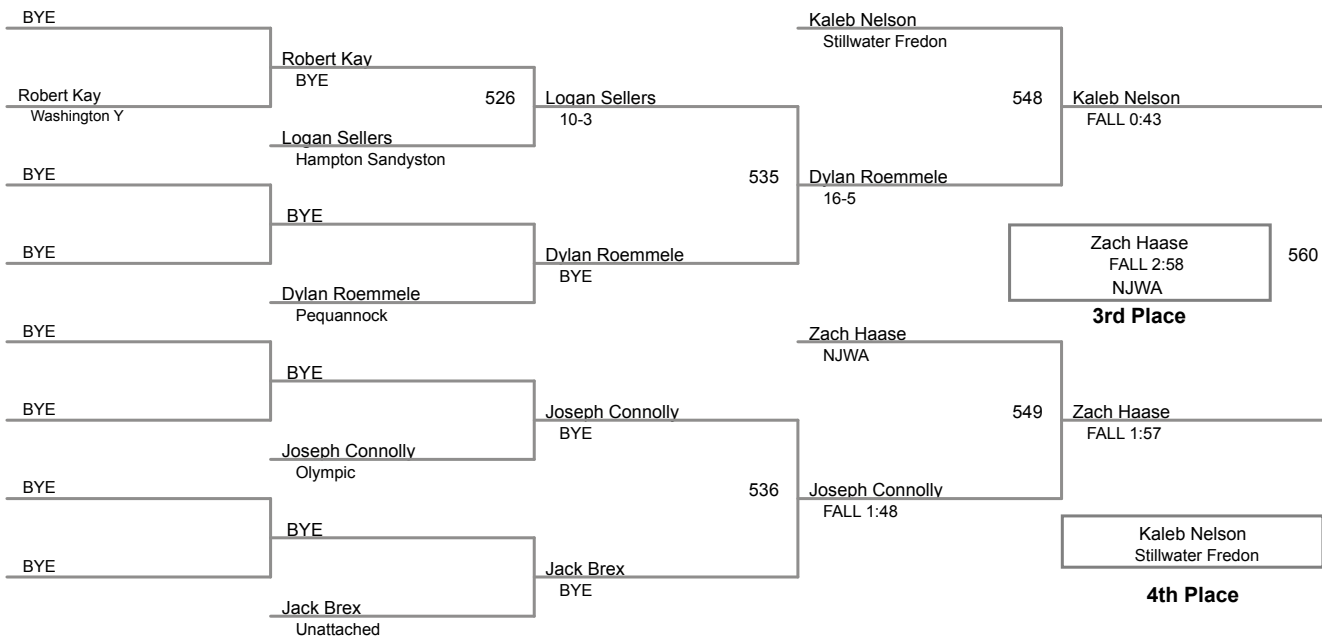 BYE
Kaleb Nelson
Stillwater Fredon
Robert Kay
BYE
Robert Kay
Washington Y
526
Logan Sellers
10-3
548
Kaleb Nelson
FALL 0:43
Logan Sellers
Hampton Sandyston
BYE
535
Dylan Roemmele
16-5
BYE
BYE
Dylan Roemmele
BYE
Zach Haase
FALL 2:58
NJWA
560
3rd Place
Dylan Roemmele
Pequannock
BYE
Zach Haase
NJWA
BYE
BYE
Joseph Connolly
BYE
549
Zach Haase
FALL 1:57
Joseph Connolly
Olympic
BYE
536
Joseph Connolly
FALL 1:48
BYE
Kaleb Nelson
Stillwater Fredon
BYE
Jack Brex
BYE
4th Place
Jack Brex
Unattached